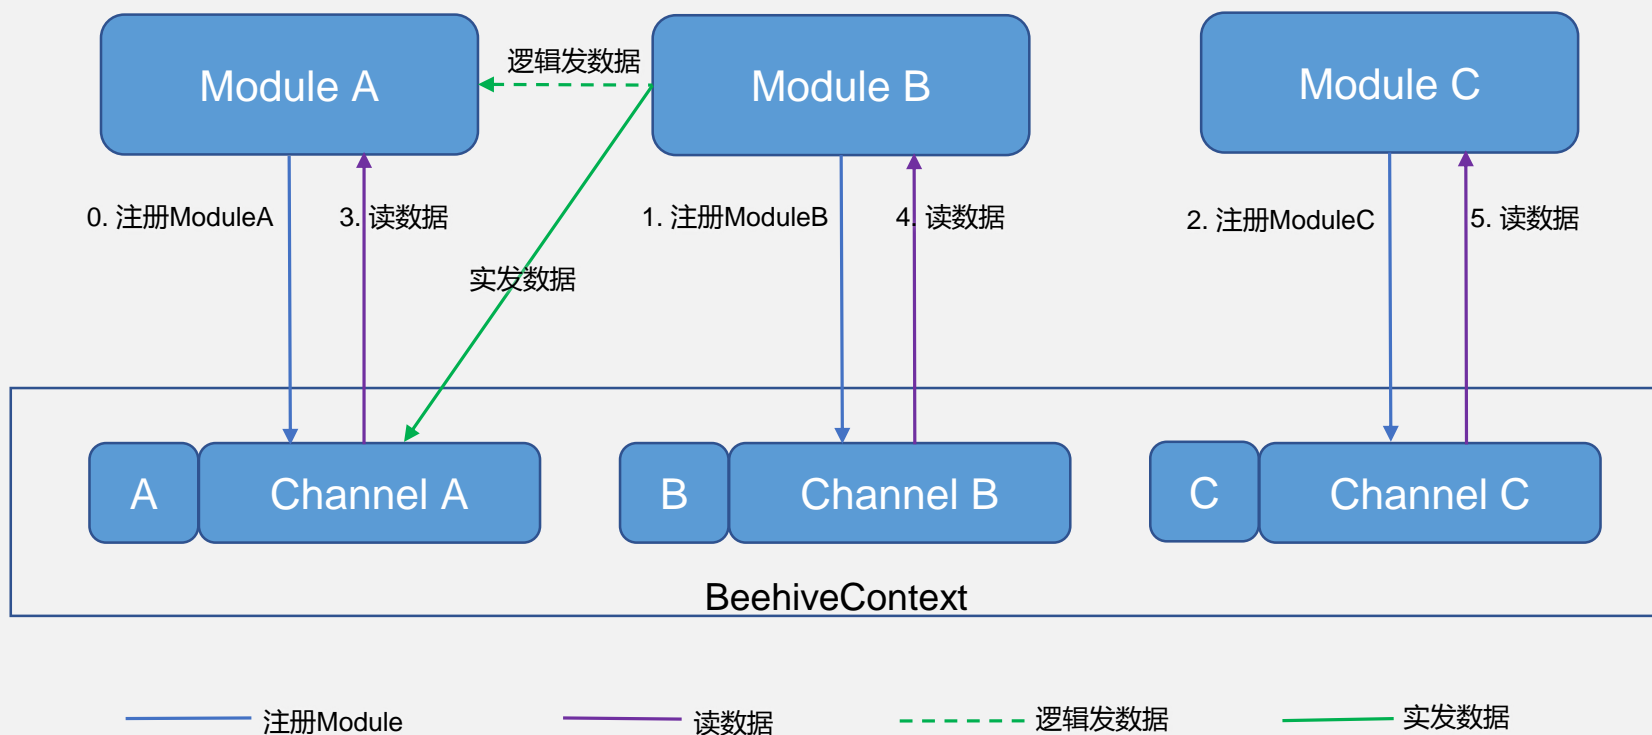 Module A
逻辑发数据
Module B
Module C
0. 注册ModuleA
3. 读数据
1. 注册ModuleB
4. 读数据
2. 注册ModuleC
5. 读数据
实发数据
A
Channel A
B
Channel B
C
Channel C
BeehiveContext
注册Module
读数据
逻辑发数据
实发数据